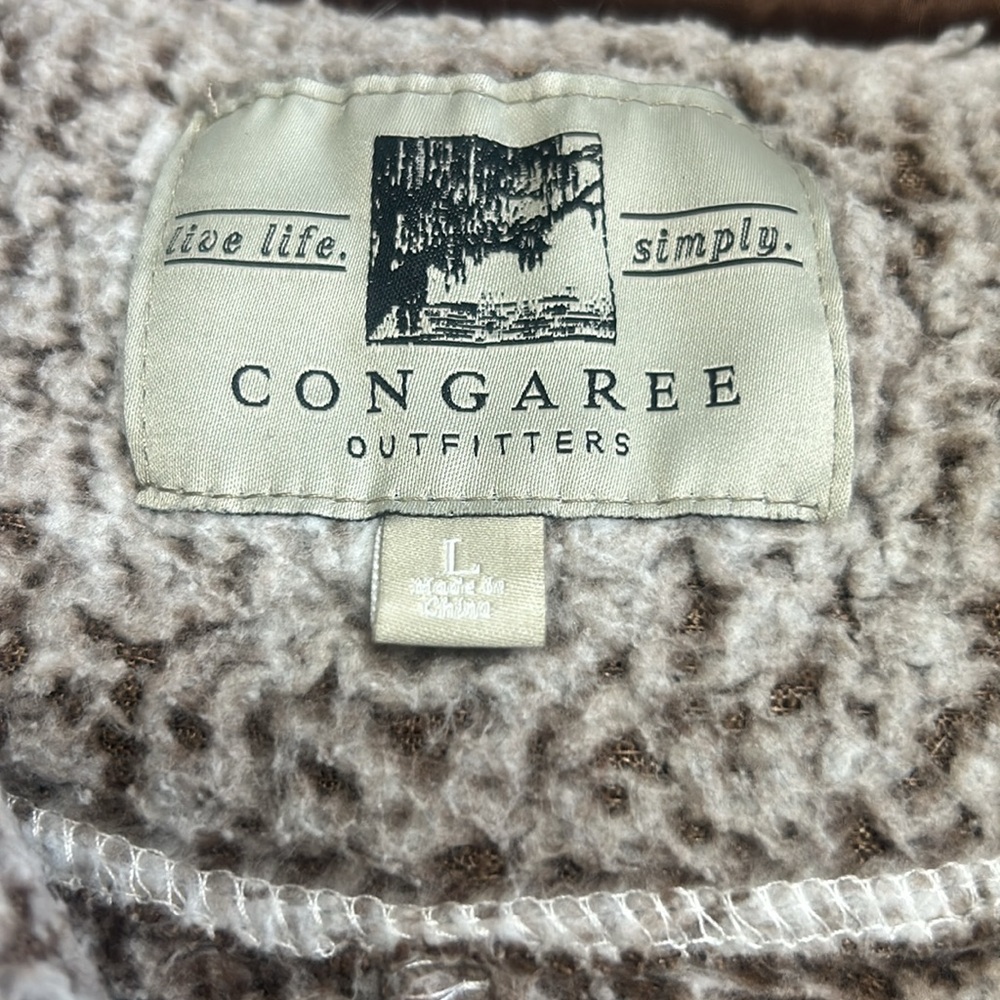 live life. simply.
CONGAREE
OUTFITTERS
L
Made in
China